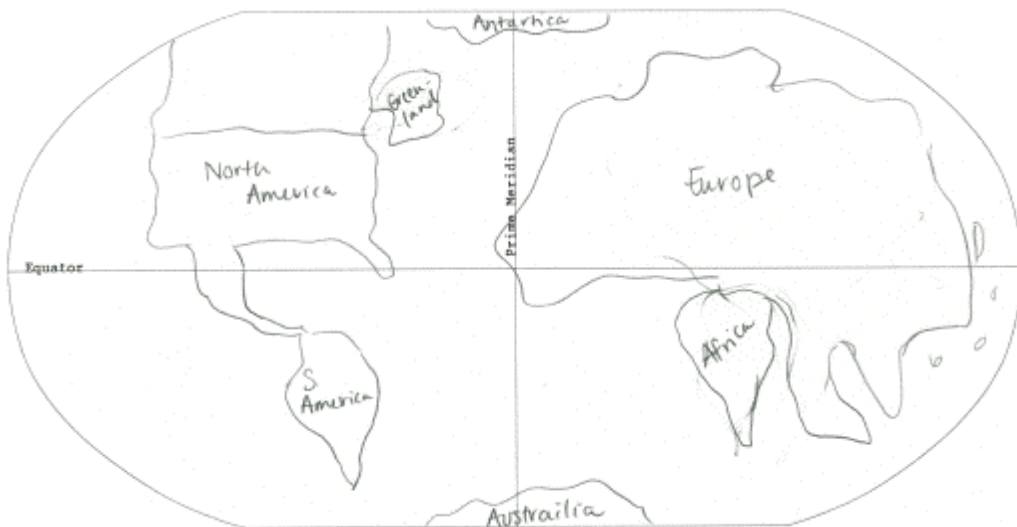 Antartica
Green-
land
North
America
Prime Meridian
Europe
Equator
Africa
S
America
Austrailia